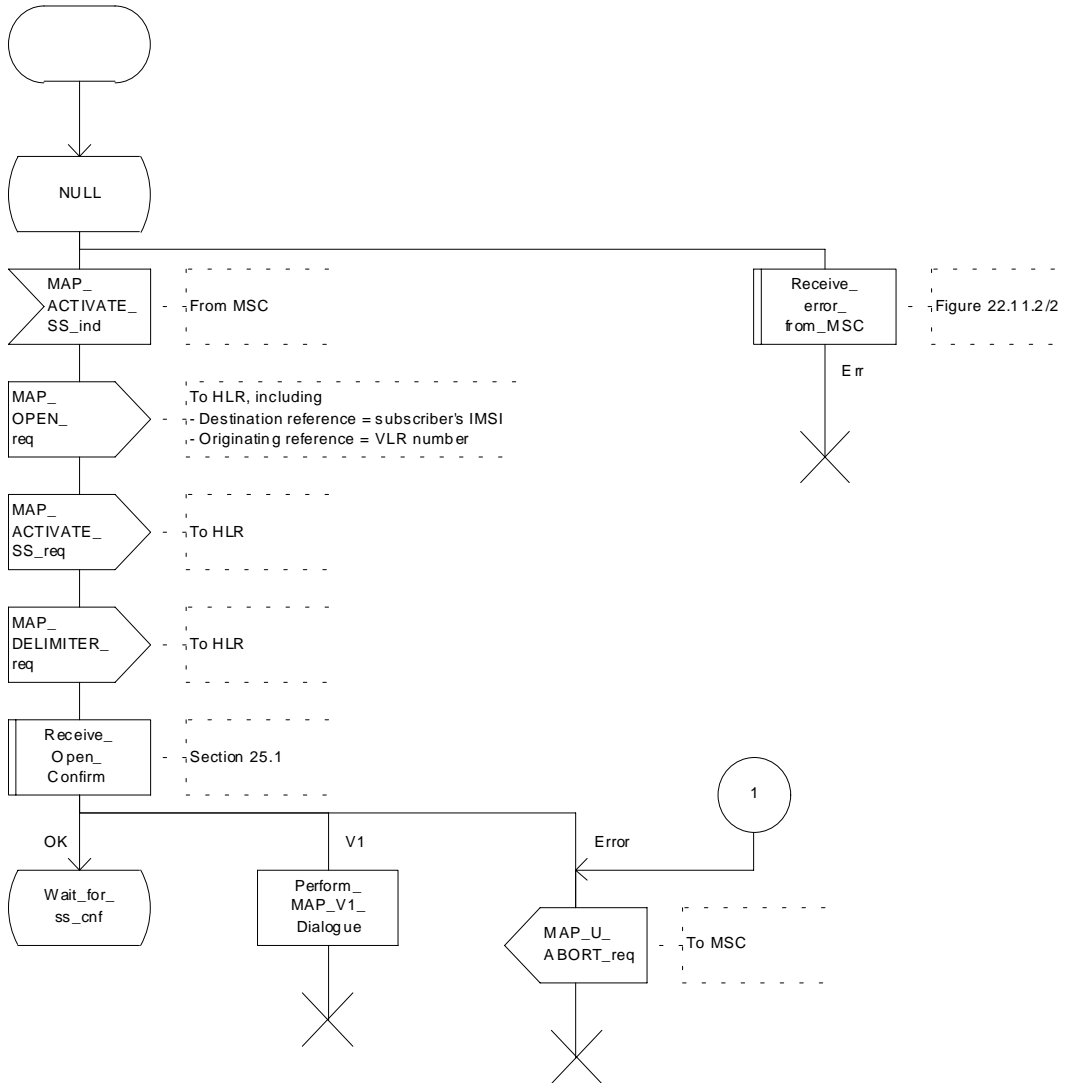 NULL
MAP_
ACTIVATE_
SS_ind
From MSC
Receive_
error_
from_MSC
Figure 22.11.2/2
Err
MAP_
OPEN_
req
To HLR, including
- Destination reference = subscriber's IMSI
- Originating reference = VLR number
MAP_
ACTIVATE_
SS_req
To HLR
MAP_
DELIMITER_
req
To HLR
Receive_
Open_
Confirm
Section 25.1
1
OK
V1
Error
Wait_for_
ss_cnf
Perform_
MAP_V1_
Dialogue
MAP_U_
ABORT_req
To MSC